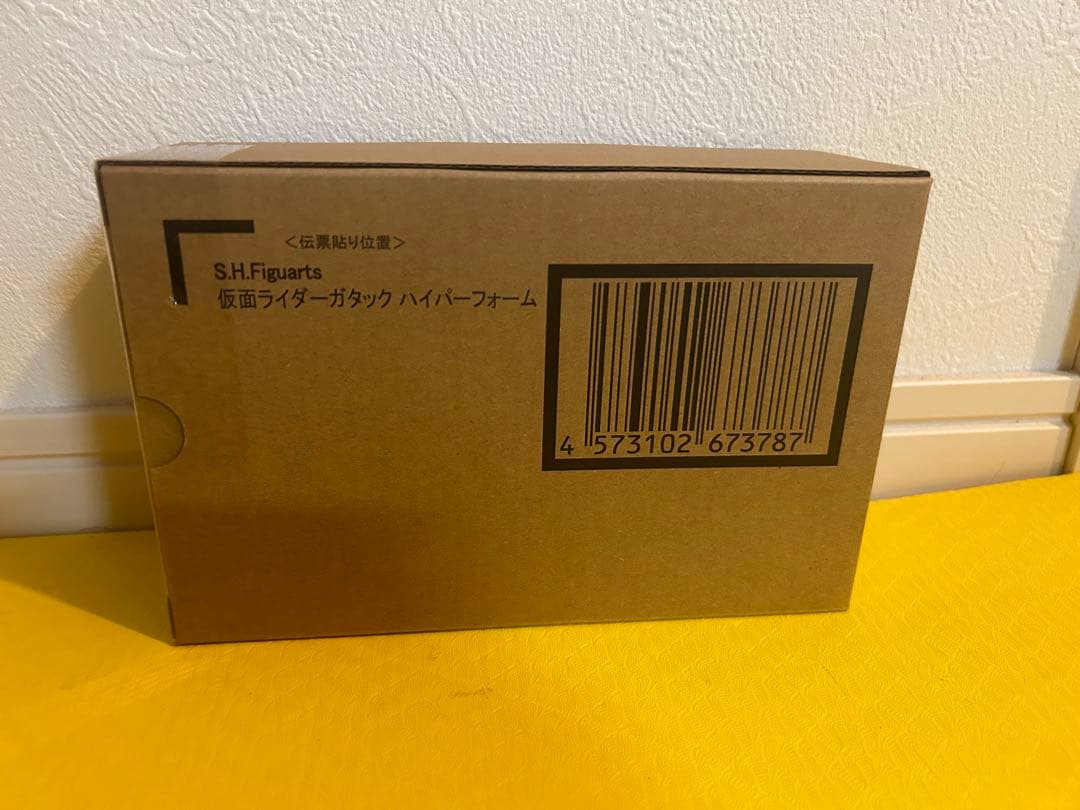 ＜伝票貼り位置＞
S.H.Figuarts
仮面ライダーガタック ハイパーフォーム
4 573102 673787